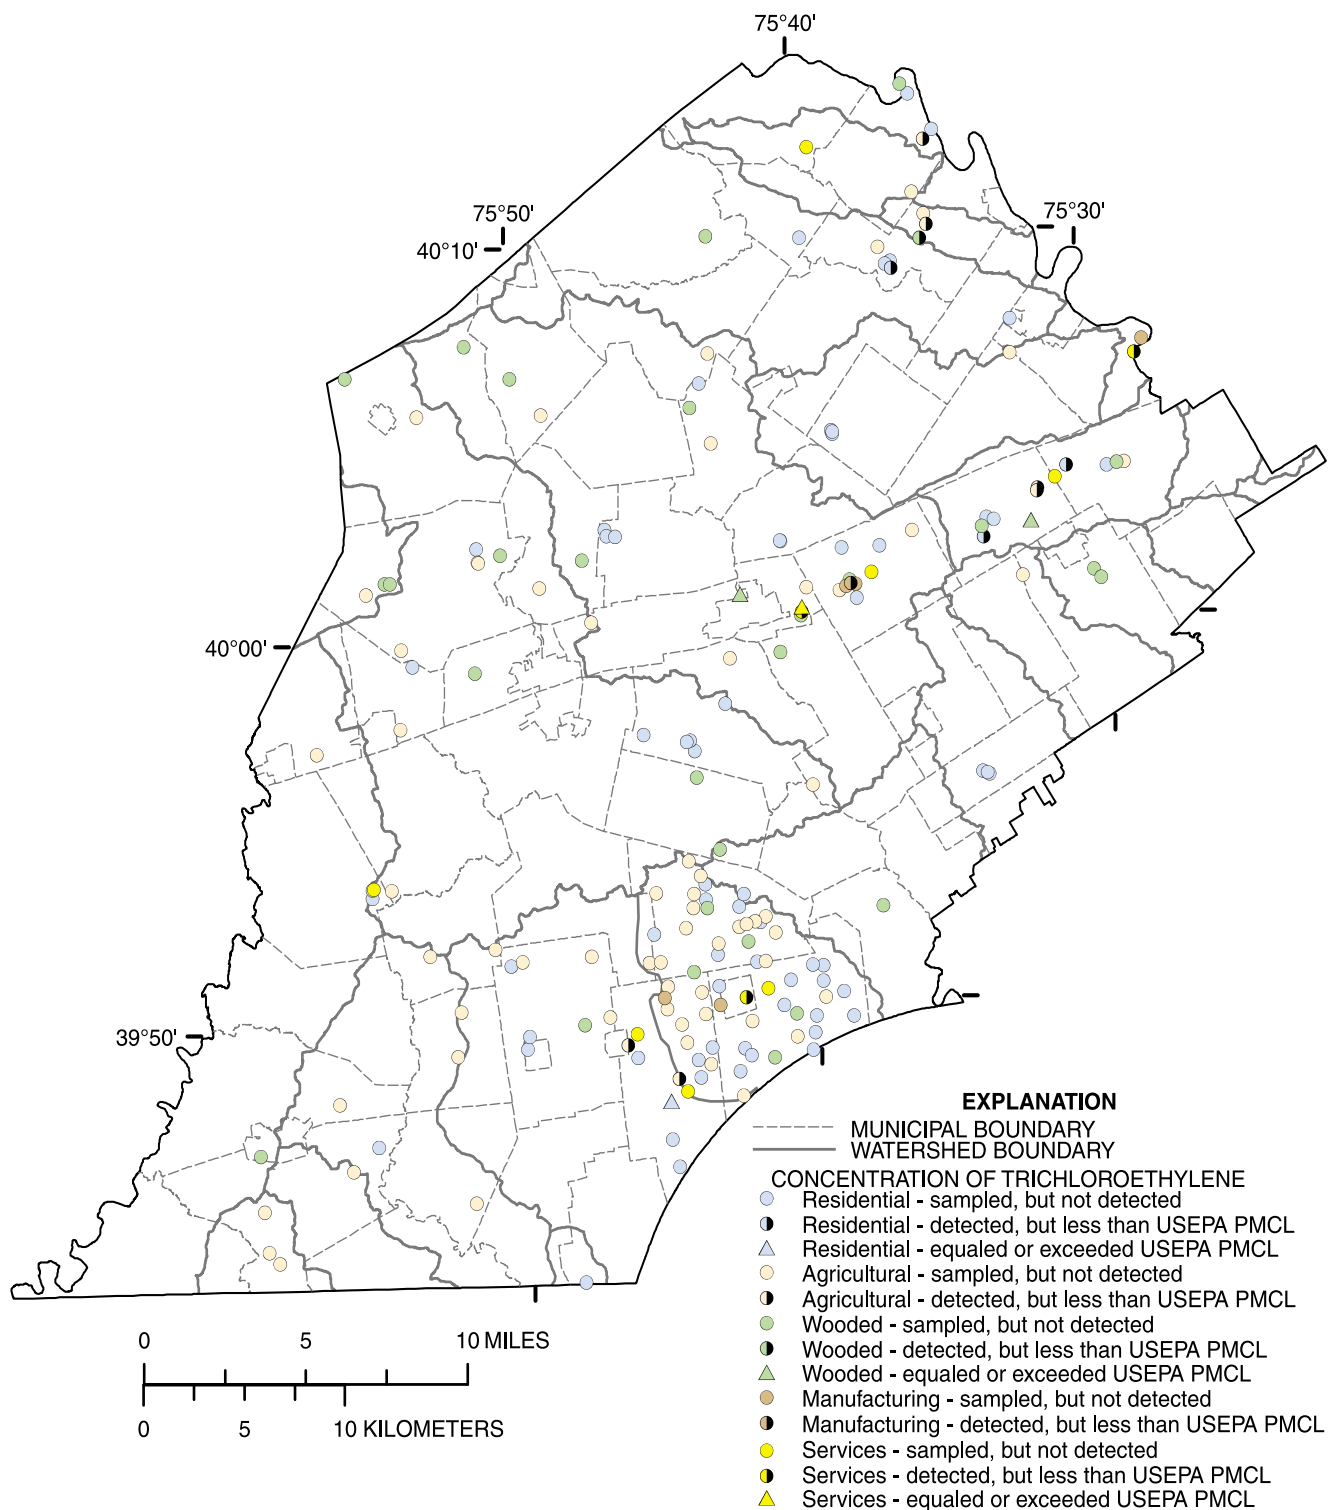 75°40'
75°50'
75°30'
40°10'
40°00'
39°50'
EXPLANATION
MUNICIPAL BOUNDARY
WATERSHED BOUNDARY
CONCENTRATION OF TRICHLOROETHYLENE
Residential - sampled, but not detected
Residential - detected, but less than USEPA PMCL
Residential - equaled or exceeded USEPA PMCL
Agricultural - sampled, but not detected
Agricultural - detected, but less than USEPA PMCL
Wooded - sampled, but not detected
Wooded - detected, but less than USEPA PMCL
Wooded - equaled or exceeded USEPA PMCL
Manufacturing - sampled, but not detected
Manufacturing - detected, but less than USEPA PMCL
Services - sampled, but not detected
Services - detected, but less than USEPA PMCL
Services - equaled or exceeded USEPA PMCL
0 5 10 MILES
0 5 10 KILOMETERS